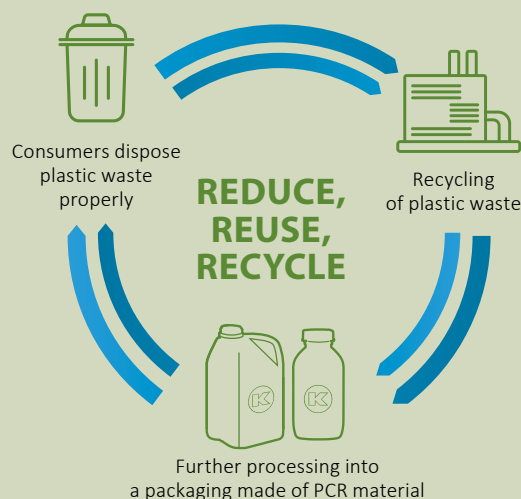 Consumers dispose
plastic waste
properly
REDUCE,
REUSE,
RECYCLE
Recycling
of plastic waste
K
K
Further processing into
a packaging made of PCR material